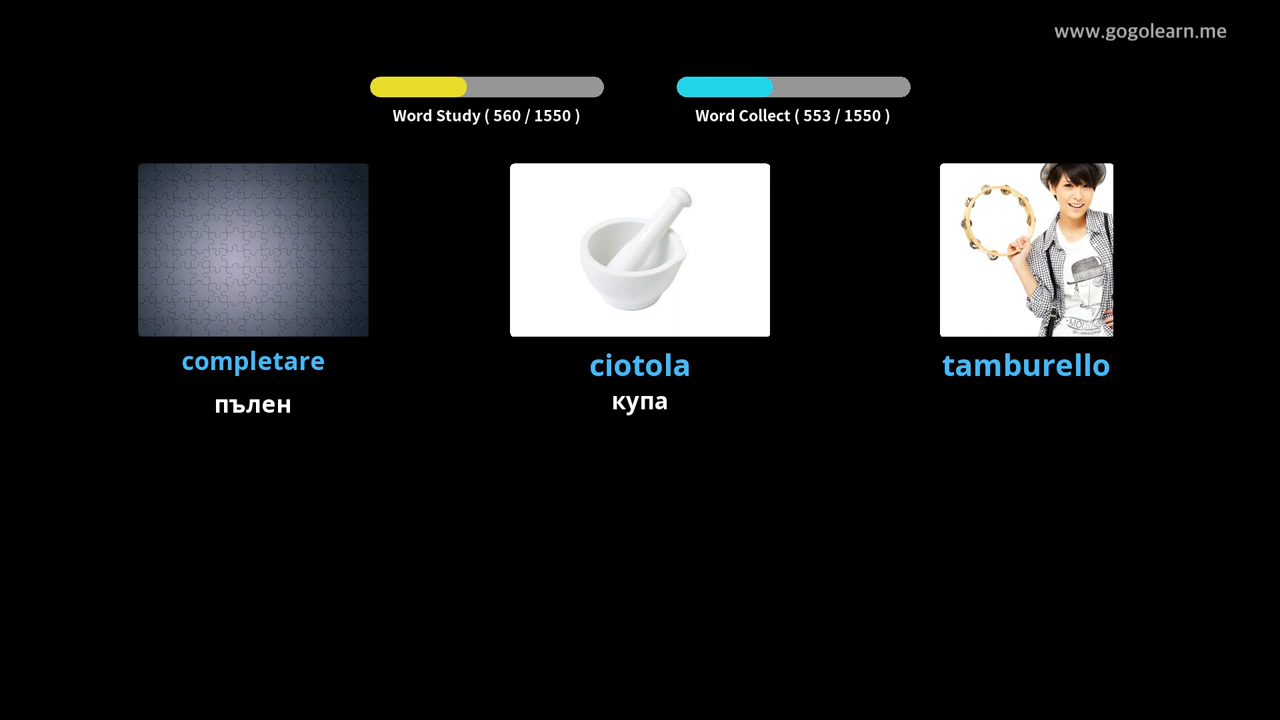 www.gogolearn.me
Word Study ( 560 / 1550 )
Word Collect ( 553 / 1550 )
completare
ciotola
tamburello
пълен
купа